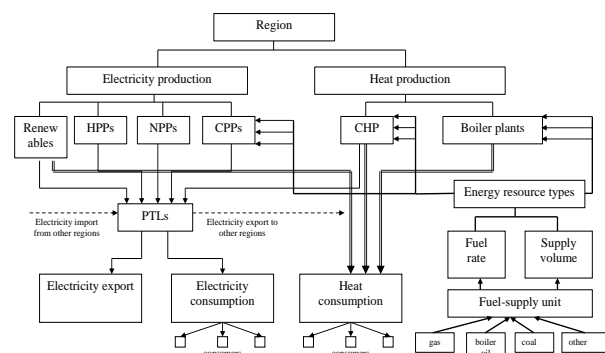 Region
Electricity production
Heat production
Renew
ables
HPPs
NPPs
CPPs
CHP
Boiler plants
Energy resource types
Electricity import
from other regions
PTLs
Electricity export to
other regions
Fuel
rate
Supply
volume
Electricity export
Electricity
consumption
Heat
consumption
Fuel-supply unit
gas
boiler
oil
coal
other
consumers
consumers